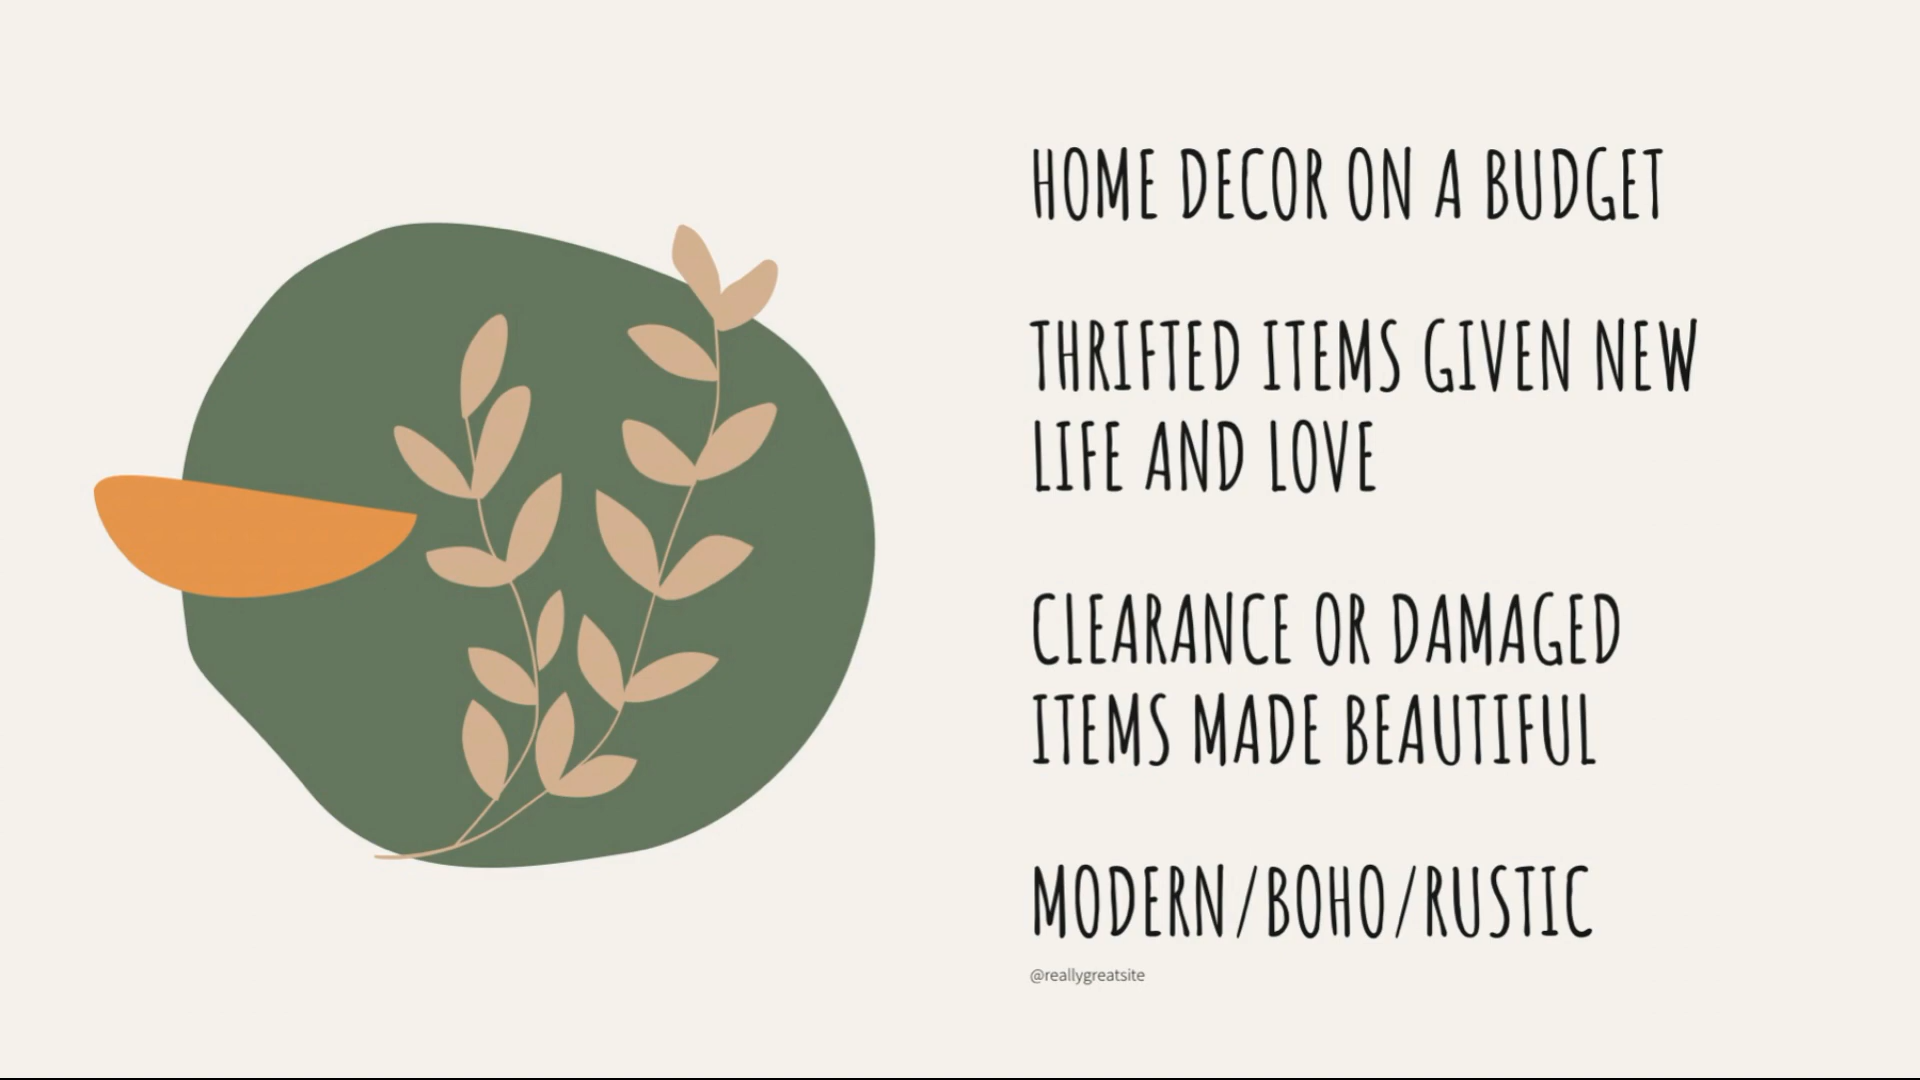 HOME DECOR ON A BUDGET
THRIFTED ITEMS GIVEN NEW
LIFE AND LOVE
CLEARANCE OR DAMAGED
ITEMS MADE BEAUTIFUL
MODERN/BOHO/RUSTIC
@reallygreatsite